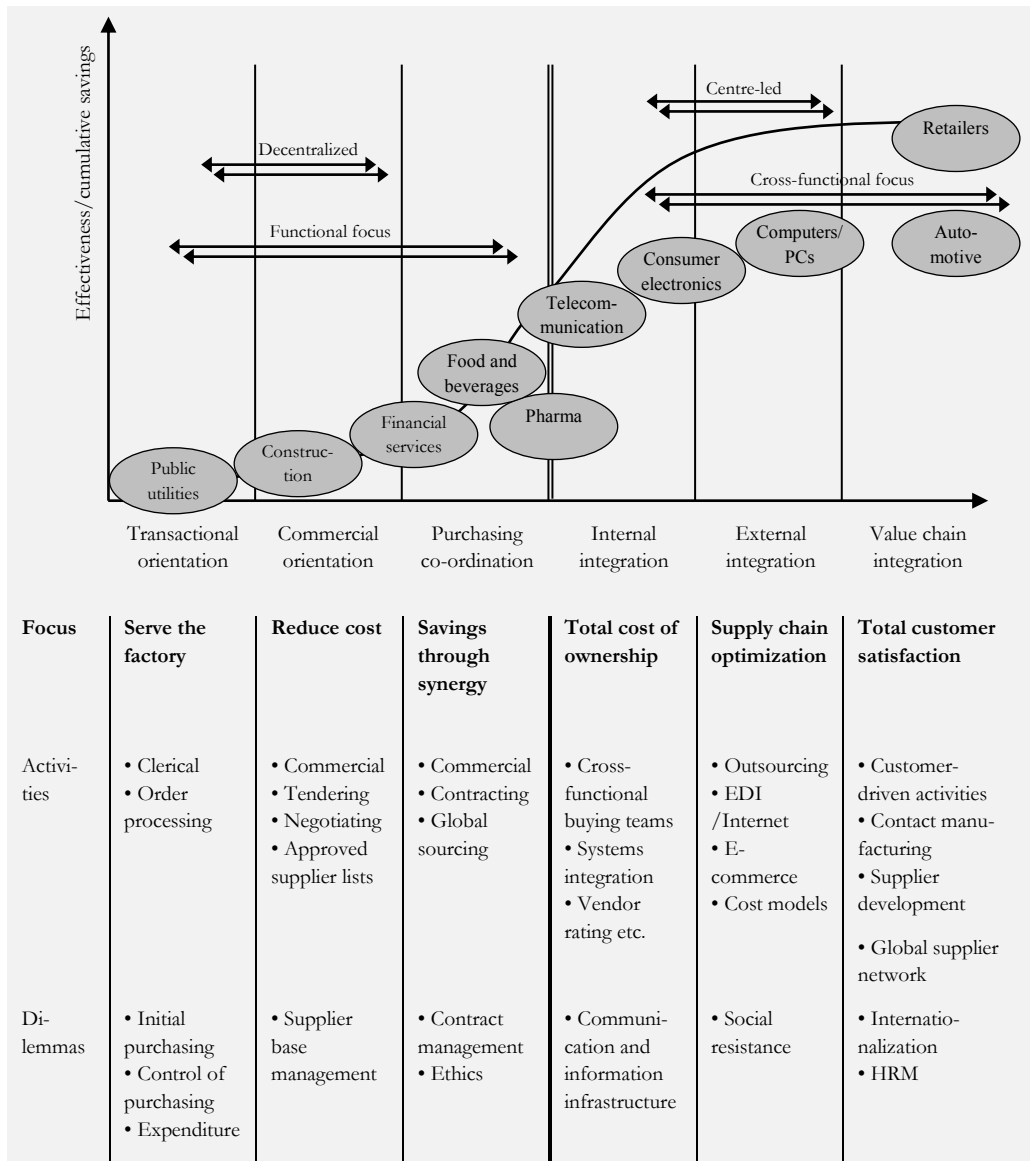 Effectiveness/cumulative savings
Centre-led
Retailers
Decentralized
Cross-functional focus
Functional focus
Computers/
PCs
Auto-
motive
Consumer
electronics
Telecom-
munication
Food and
beverages
Pharma
Financial
services
Construc-
tion
Public
utilities
Transactional
orientation
Commercial
orientation
Purchasing
co-ordination
Internal
integration
External
integration
Value chain
integration
Focus
Serve the
factory
Reduce cost
Savings
through
synergy
Total cost of
ownership
Supply chain
optimization
Total customer
satisfaction
Activi-
ties
• Clerical
• Order
processing
• Commercial
• Tendering
• Negotiating
• Approved
supplier lists
• Commercial
• Contracting
• Global
sourcing
• Cross-
functional
buying teams
• Systems
integration
• Vendor
rating etc.
• Outsourcing
• EDI
/Internet
• E-
commerce
• Cost models
• Customer-
driven activities
• Contact manu-
facturing
• Supplier
development
• Global supplier
network
Di-
lemmas
• Initial
purchasing
• Control of
purchasing
• Expenditure
• Supplier
base
management
• Contract
management
• Ethics
• Communi-
cation and
information
infrastructure
• Social
resistance
• Internatio-
nalization
• HRM